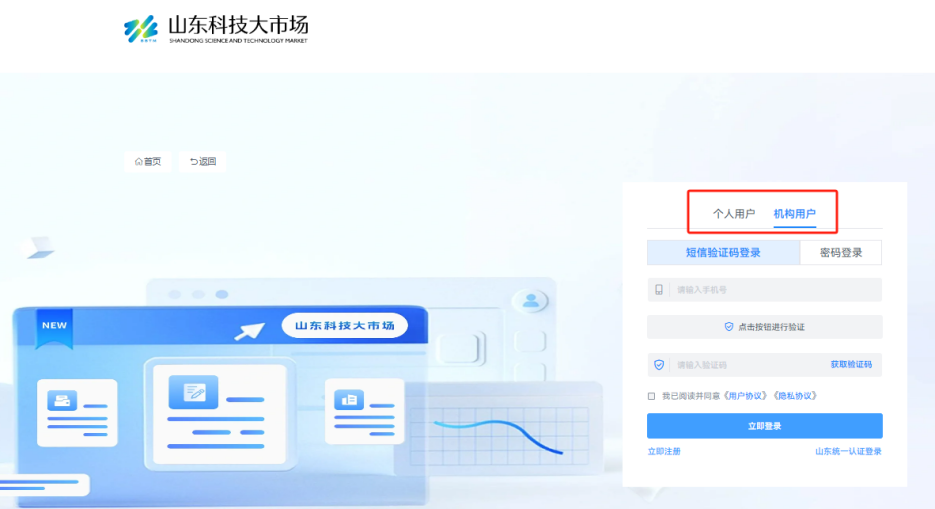 山东科技大市场
SHANDONG SCIENCE AND TECHNOLOGY MARKET
首页 返回
个人用户 机构用户
短信验证码登录 密码登录
请输入手机号
点击按钮进行验证
请输入验证码 获取验证码
我已阅读并同意《用户协议》《隐私协议》
立即登录
立即注册 山东统一认证登录
NEW
山东科技大市场